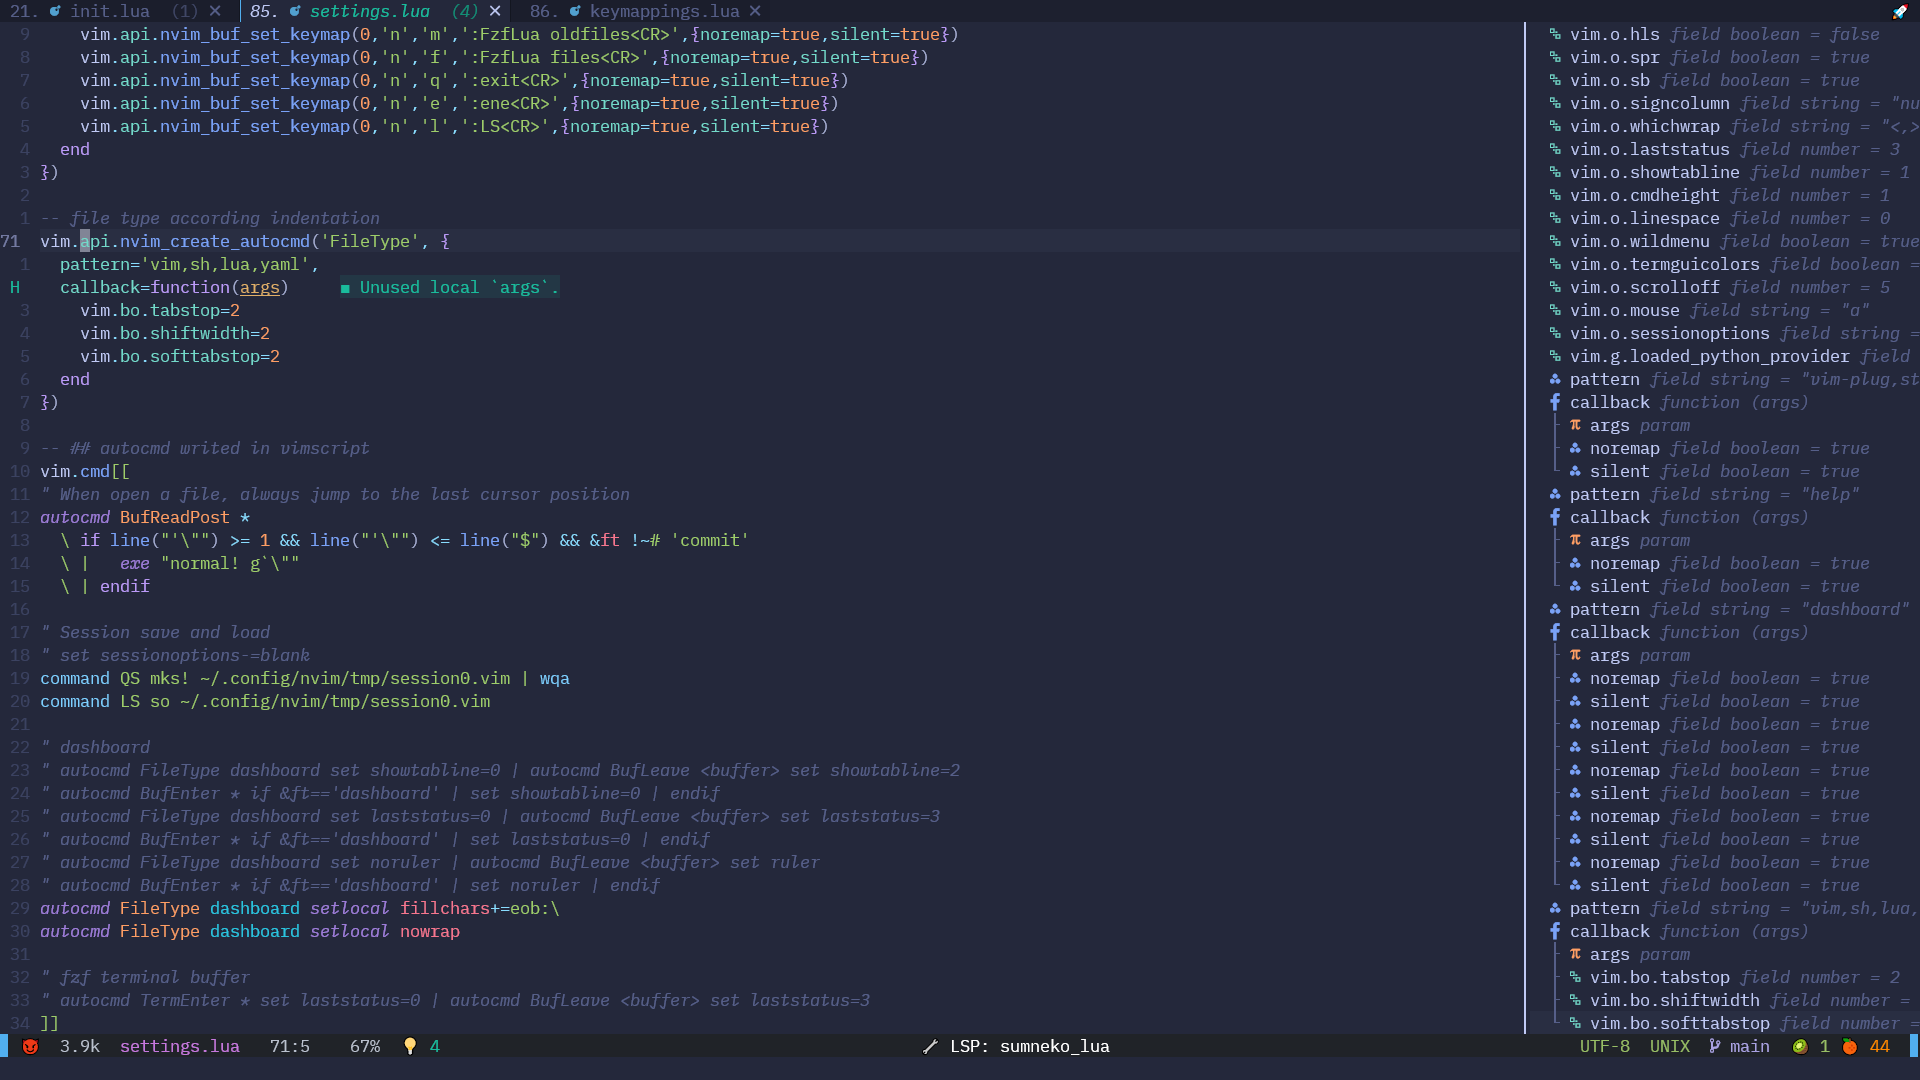 21. init.lua (1) ✕ 85. settings.lua (4) ✕ 86. keymappings.lua ✕
9 vim.api.nvim_buf_set_keymap(0,'n','m',':FzfLua oldfiles<CR>',{noremap=true,silent=true})
8 vim.api.nvim_buf_set_keymap(0,'n','f',':FzfLua files<CR>',{noremap=true,silent=true})
7 vim.api.nvim_buf_set_keymap(0,'n','q',':exit<CR>',{noremap=true,silent=true})
6 vim.api.nvim_buf_set_keymap(0,'n','e',':ene<CR>',{noremap=true,silent=true})
5 vim.api.nvim_buf_set_keymap(0,'n','l',':LS<CR>',{noremap=true,silent=true})
4 end
3 })
2
1 -- file type according indentation
71 vim.api.nvim_create_autocmd('FileType', {
1 pattern='vim,sh,lua,yaml',
H callback=function(args) ■ Unused local `args`.
3 vim.bo.tabstop=2
4 vim.bo.shiftwidth=2
5 vim.bo.softtabstop=2
6 end
7 })
8
9 -- ## autocmd writed in vimscript
10 vim.cmd[[
11 " When open a file, always jump to the last cursor position
12 autocmd BufReadPost *
13 \ if line("'\"") >= 1 && line("'\"") <= line("$") && &ft !~# 'commit'
14 \ |   exe "normal! g`\""
15 \ | endif
16
17 " Session save and load
18 " set sessionoptions-=blank
19 command QS mks! ~/.config/nvim/tmp/session0.vim | wqa
20 command LS so ~/.config/nvim/tmp/session0.vim
21
22 " dashboard
23 " autocmd FileType dashboard set showtabline=0 | autocmd BufLeave <buffer> set showtabline=2
24 " autocmd BufEnter * if &ft=='dashboard' | set showtabline=0 | endif
25 " autocmd FileType dashboard set laststatus=0 | autocmd BufLeave <buffer> set laststatus=3
26 " autocmd BufEnter * if &ft=='dashboard' | set laststatus=0 | endif
27 " autocmd FileType dashboard set noruler | autocmd BufLeave <buffer> set ruler
28 " autocmd BufEnter * if &ft=='dashboard' | set noruler | endif
29 autocmd FileType dashboard setlocal fillchars+=eob:\
30 autocmd FileType dashboard setlocal nowrap
31
32 " fzf terminal buffer
33 " autocmd TermEnter * set laststatus=0 | autocmd BufLeave <buffer> set laststatus=3
34 ]]
vim.o.hls field boolean = false
vim.o.spr field boolean = true
vim.o.sb field boolean = true
vim.o.signcolumn field string = "nu
vim.o.whichwrap field string = "<,>
vim.o.laststatus field number = 3
vim.o.showtabline field number = 1
vim.o.cmdheight field number = 1
vim.o.linespace field number = 0
vim.o.wildmenu field boolean = true
vim.o.termguicolors field boolean =
vim.o.scrolloff field number = 5
vim.o.mouse field string = "a"
vim.o.sessionoptions field string =
vim.g.loaded_python_provider field
pattern field string = "vim-plug,st
callback function (args)
π args param
noremap field boolean = true
silent field boolean = true
pattern field string = "help"
callback function (args)
π args param
noremap field boolean = true
silent field boolean = true
pattern field string = "dashboard"
callback function (args)
π args param
noremap field boolean = true
silent field boolean = true
noremap field boolean = true
silent field boolean = true
noremap field boolean = true
silent field boolean = true
noremap field boolean = true
silent field boolean = true
noremap field boolean = true
silent field boolean = true
pattern field string = "vim,sh,lua,
callback function (args)
π args param
vim.bo.tabstop field number = 2
vim.bo.shiftwidth field number =
vim.bo.softtabstop field number =
3.9k settings.lua 71:5 67% 4 LSP: sumneko_lua UTF-8 UNIX main 1 44